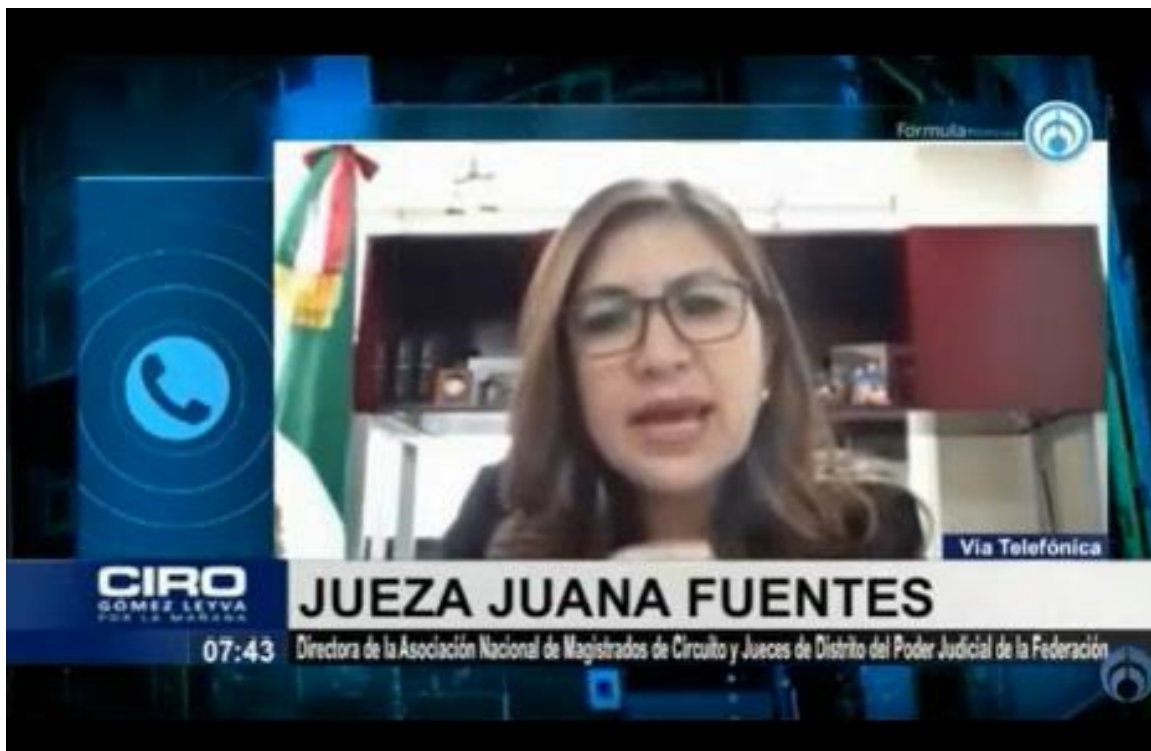 Fórmula
Vía Telefónica
CIRO
GÓMEZ LEYVA
POR LA MAÑANA
JUEZA JUANA FUENTES
07:43
Directora de la Asociación Nacional de Magistrados de Circuito y Jueces de Distrito del Poder Judicial de la Federación